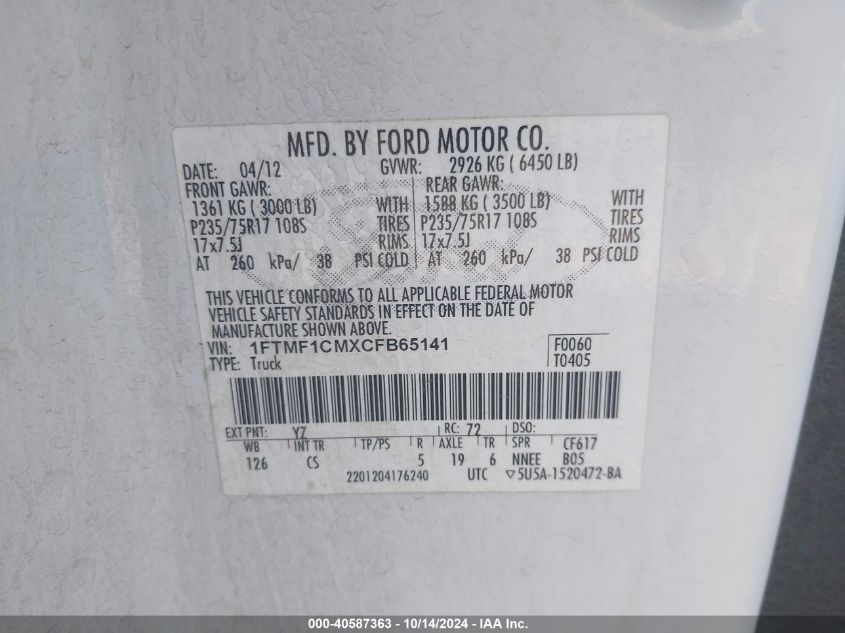 MFD. BY FORD MOTOR CO.
DATE: 04/12 GVWR: 2926 KG ( 6450 LB)
FRONT GAWR: REAR GAWR:
1361 KG ( 3000 LB) WITH 1588 KG ( 3500 LB) WITH
P235/75R17 108S TIRES P235/75R17 108S TIRES
17x7.5J RIMS 17x7.5J RIMS
AT 260 kPa/ 38 PSI COLD AT 260 kPa/ 38 PSI COLD
THIS VEHICLE CONFORMS TO ALL APPLICABLE FEDERAL MOTOR
VEHICLE SAFETY STANDARDS IN EFFECT ON THE DATE OF
MANUFACTURE SHOWN ABOVE.
VIN: 1FTMF1CMXCFB65141 F0060
TYPE: Truck T0405
EXT PNT: YZ RC: 72 DSO:
WB INT TR TP/PS R AXLE TR SPR CF617
126 CS 5 19 6 NNEE B05
2201204176240 UTC ▽5U5A-1520472-BA
000-40587363 - 10/14/2024 - IAA Inc.